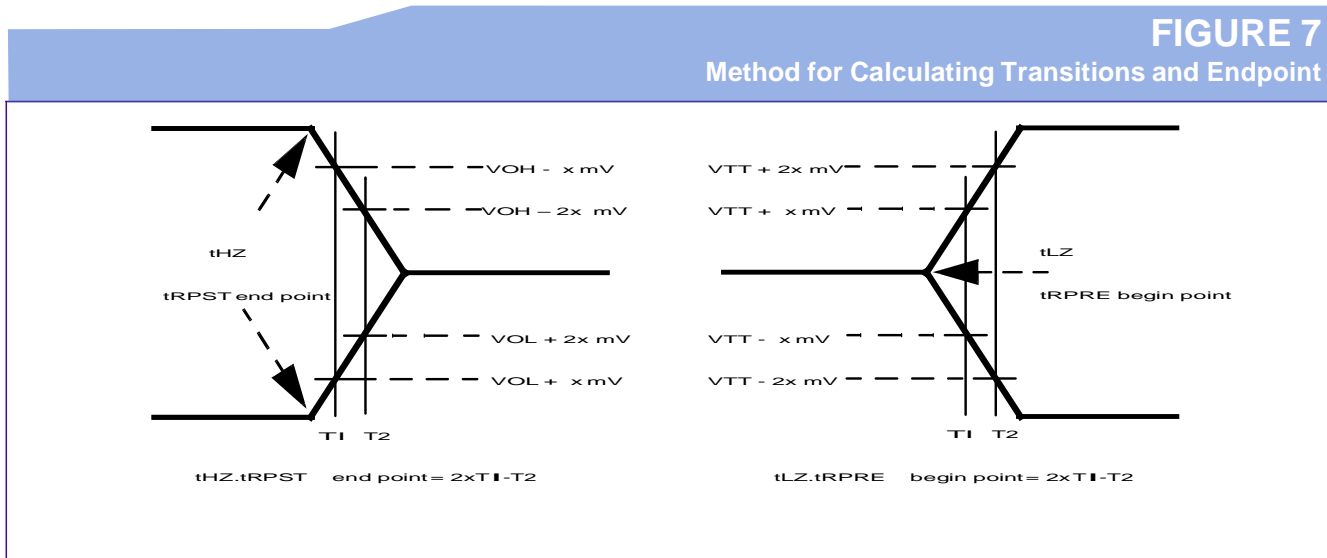 FIGURE 7
Method for Calculating Transitions and Endpoint
VOH - x mV
VOH – 2x mV
tHZ
tRPST end point
VOL + 2x mV
VOL + x mV
T1 T2
tHZ.tRPST end point = 2xT1-T2
VTT + 2x mV
VTT + x mV
tLZ
tRPRE begin point
VTT - x mV
VTT - 2x mV
T1 T2
tLZ.tRPRE begin point = 2xT1-T2